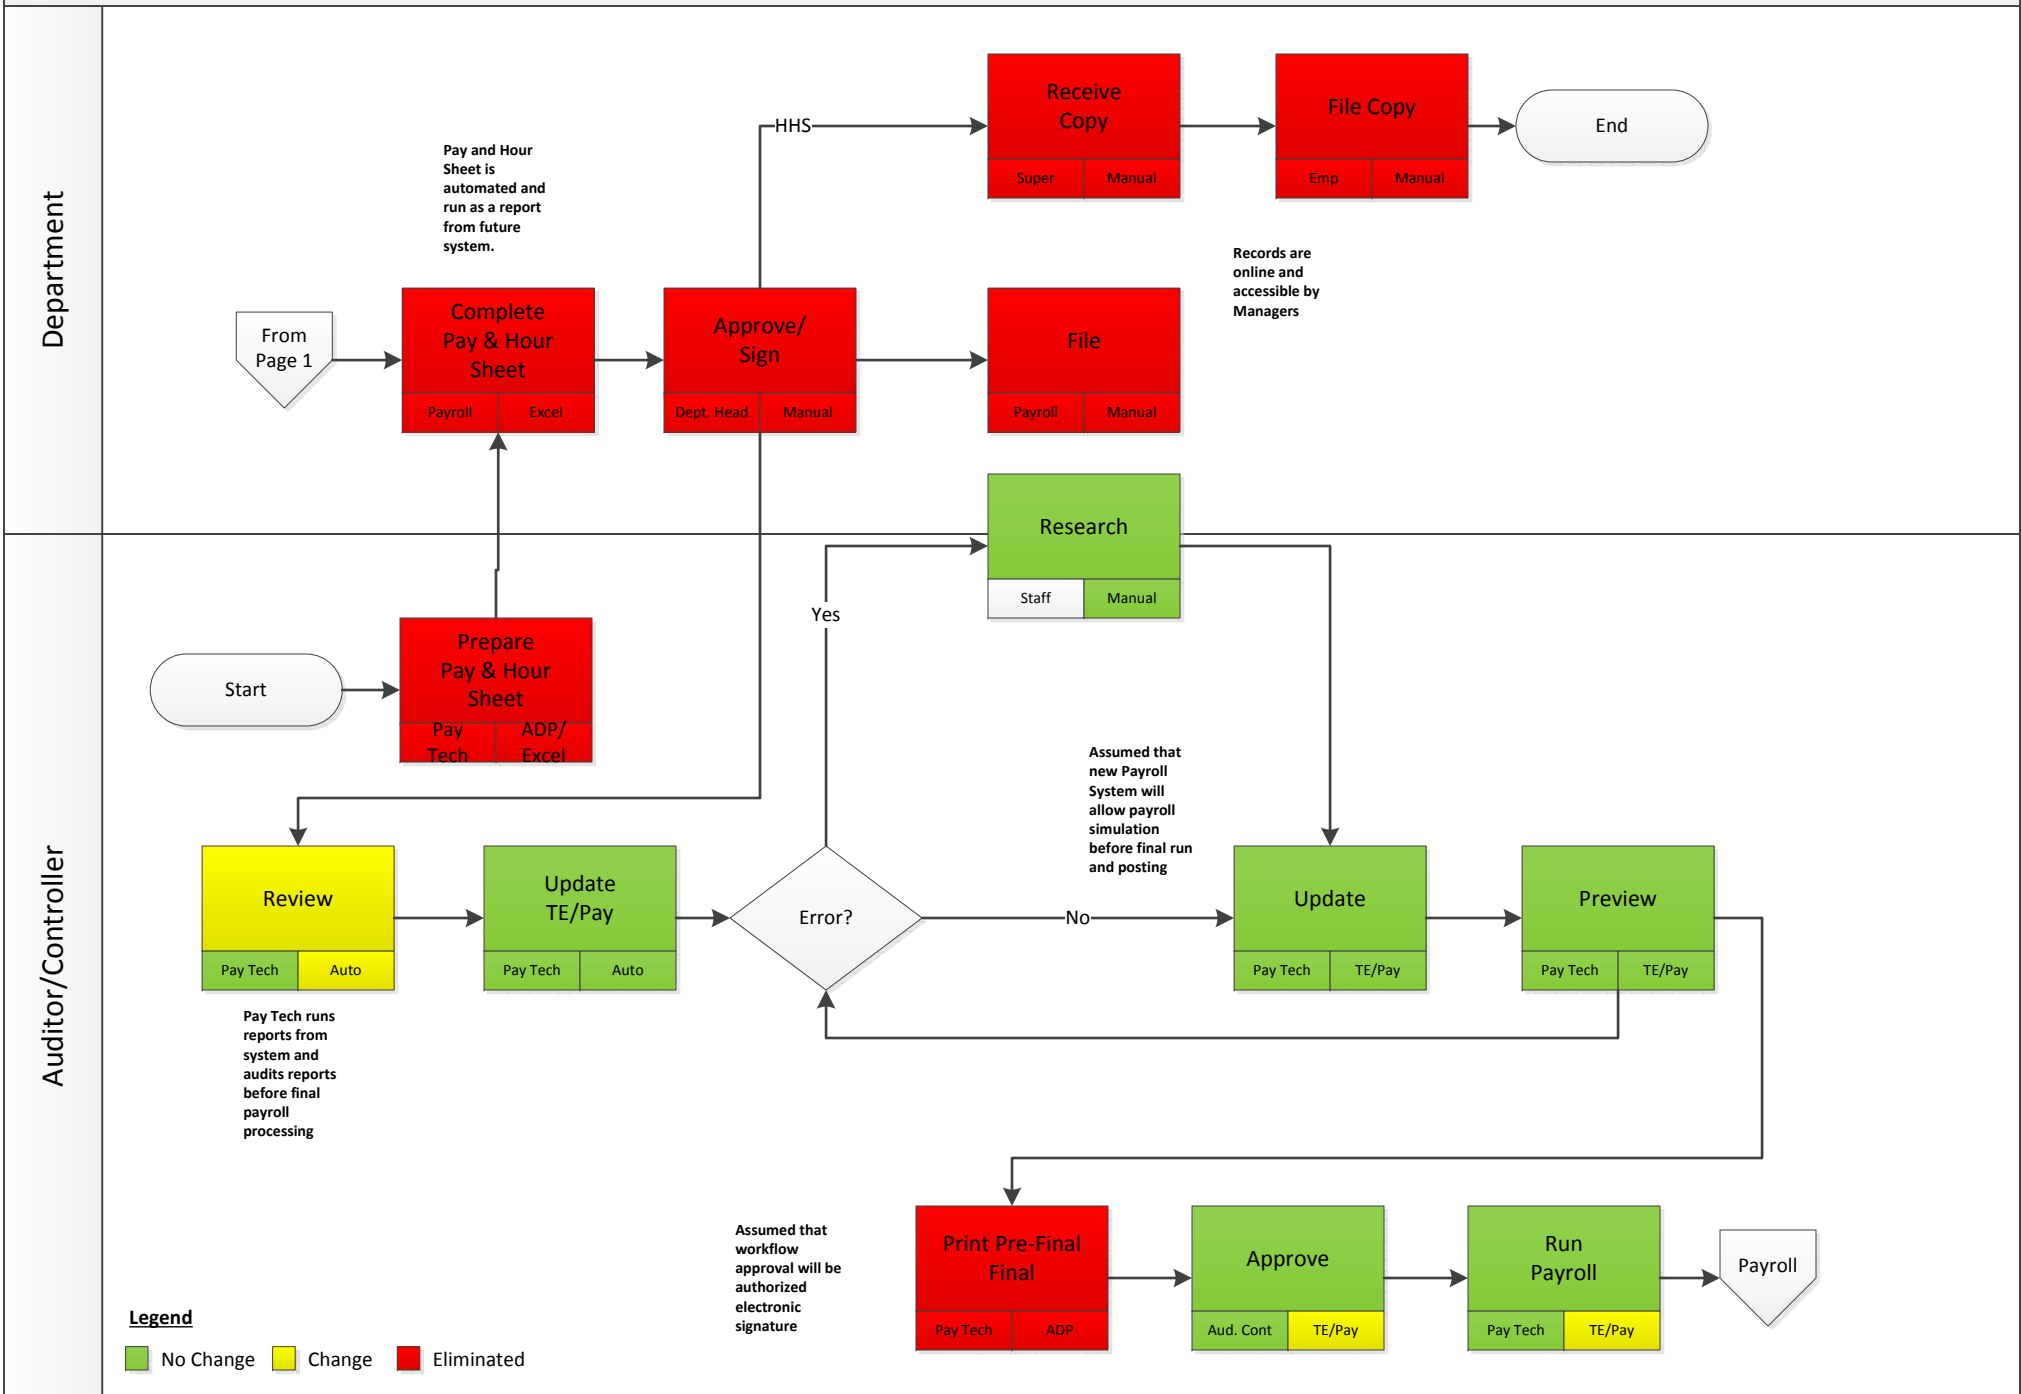 Department
Receive
Copy
Super
Manual
File Copy
Emp
Manual
End
HHS
Pay and Hour
Sheet is
automated and
run as a report
from future
system.
Records are
online and
accessible by
Managers
From
Page 1
Complete
Pay & Hour
Sheet
Payroll
Excel
Approve/
Sign
Dept. Head
Manual
File
Payroll
Manual
Auditor/Controller
Research
Staff
Manual
Yes
Start
Prepare
Pay & Hour
Sheet
Pay
Tech
ADP/
Excel
Assumed that
new Payroll
System will
allow payroll
simulation
before final run
and posting
Review
Pay Tech
Auto
Update
TE/Pay
Pay Tech
Auto
Error?
No
Update
Pay Tech
TE/Pay
Preview
Pay Tech
TE/Pay
Pay Tech runs
reports from
system and
audits reports
before final
payroll
processing
Assumed that
workflow
approval will be
authorized
electronic
signature
Print Pre-Final
Final
Pay Tech
ADP
Approve
Aud. Cont
TE/Pay
Run
Payroll
Pay Tech
TE/Pay
Payroll
Legend
No Change
Change
Eliminated